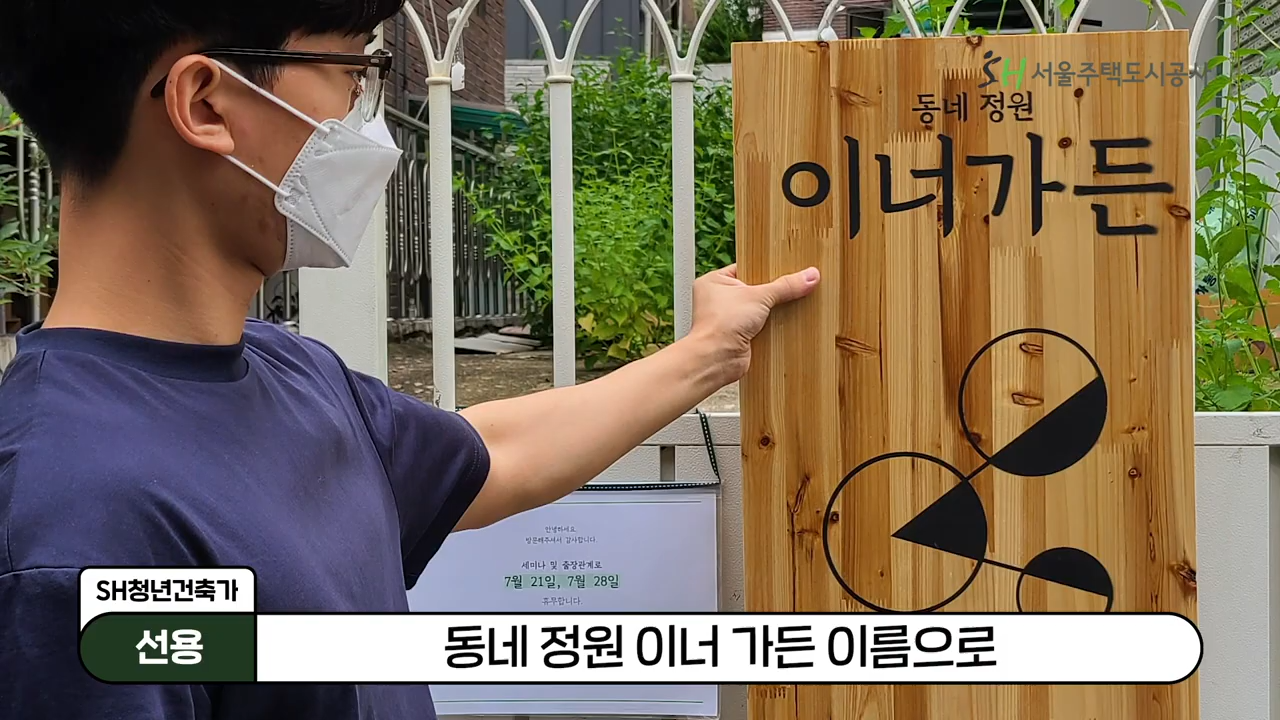 SH 서울주택도시공사
동네 정원
이너가든
안녕하세요.
방문해주셔서 감사합니다.
세미나 및 출장관계로
7월 21일, 7월 28일
휴무합니다.
SH청년건축가
선용
동네 정원 이너 가든 이름으로